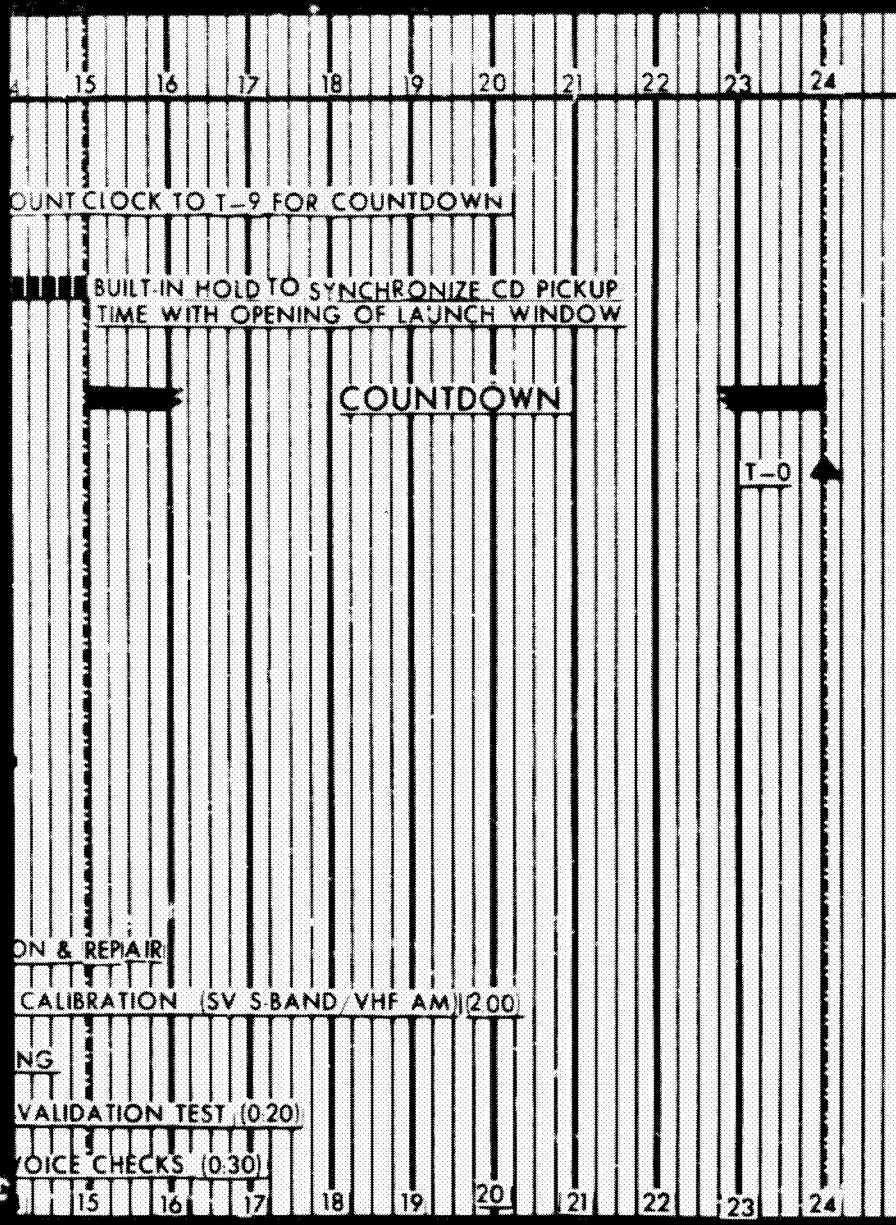 15 16 17 18 19 20 21 22 23 24
OUNT CLOCK TO T-9 FOR COUNTDOWN
BUILT-IN HOLD TO SYNCHRONIZE CD PICKUP
TIME WITH OPENING OF LAUNCH WINDOW
COUNTDOWN
T-0
ON & REPAIR
CALIBRATION (SV S-BAND/VHF AM) (2:00)
NG
VALIDATION TEST (0:20)
VOICE CHECKS (0:30)
15 16 17 18 19 20 21 22 23 24